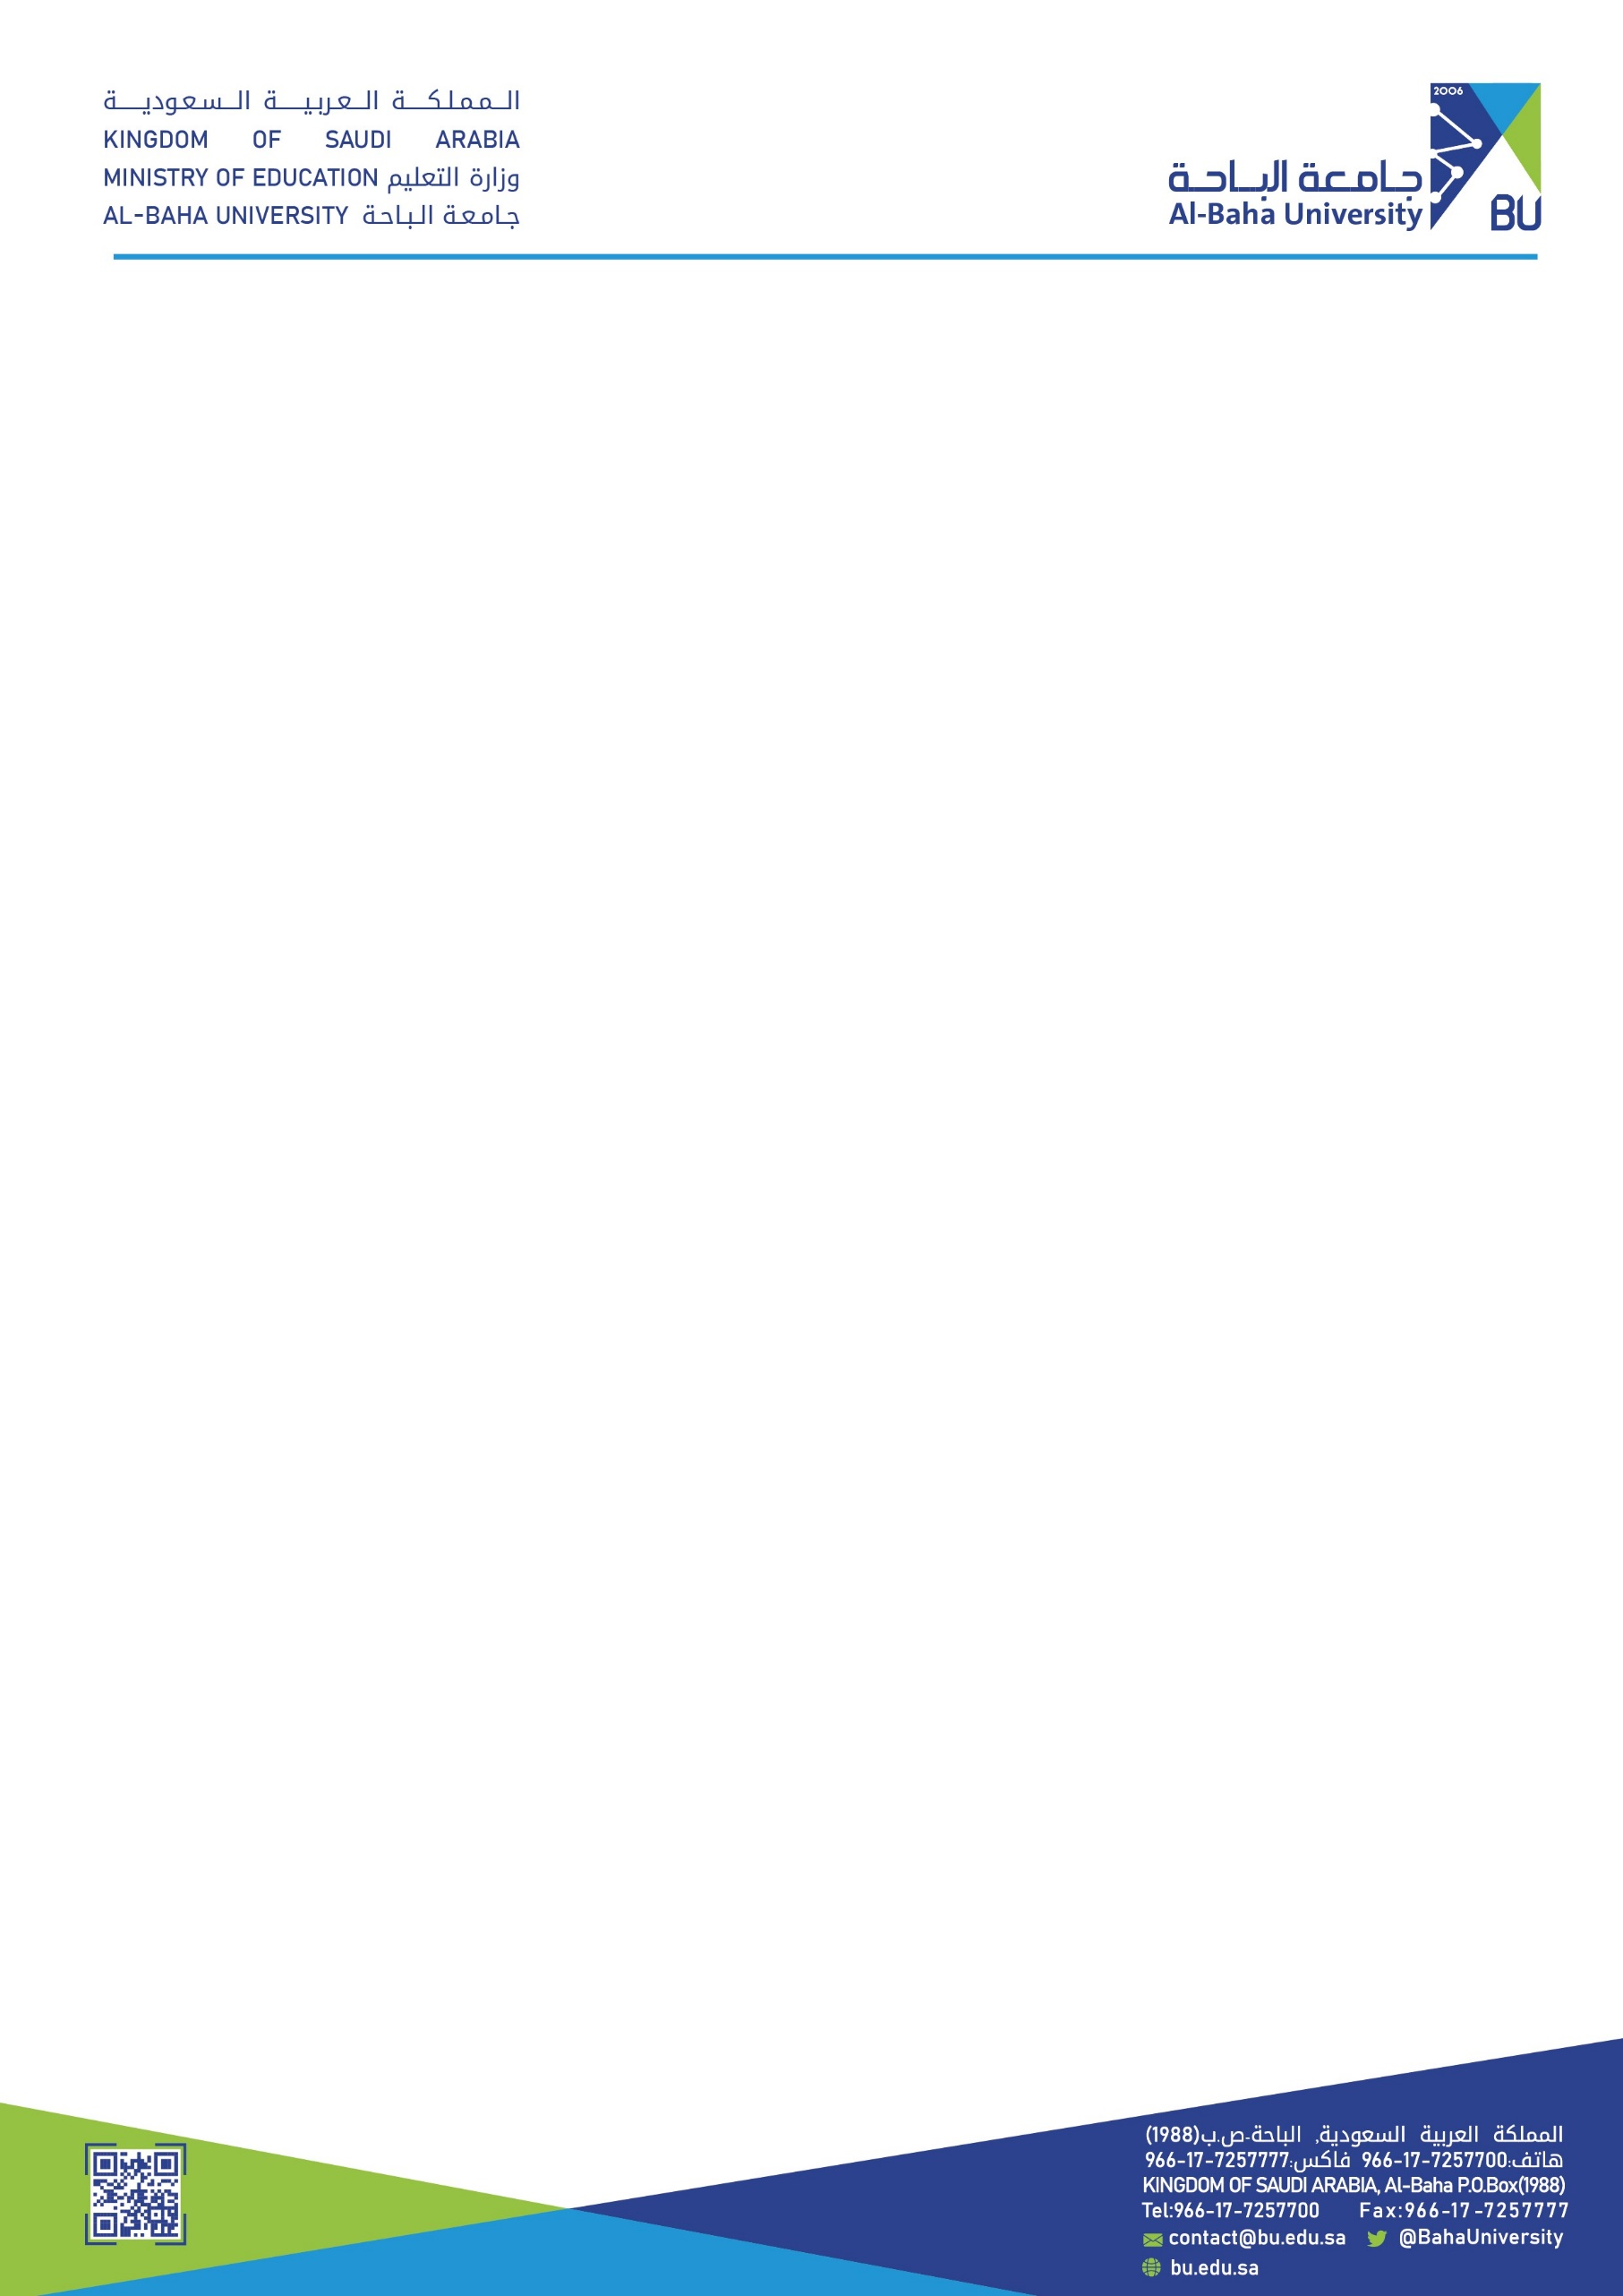 المملكة العربية السعودية
KINGDOM OF SAUDI ARABIA
MINISTRY OF EDUCATION وزارة التعليم
AL-BAHA UNIVERSITY جامعة الباحة
2006
جامعة الباحة
Al-Baha University
BU
المملكة العربية السعودية, الباحة-ص.ب(1988)
هاتف:7257700-17-966 فاكس:7257777-17-966
KINGDOM OF SAUDI ARABIA, Al-Baha P.O.Box(1988)
Tel:966-17-7257700 Fax:966-17-7257777
contact@bu.edu.sa @BahaUniversity
bu.edu.sa